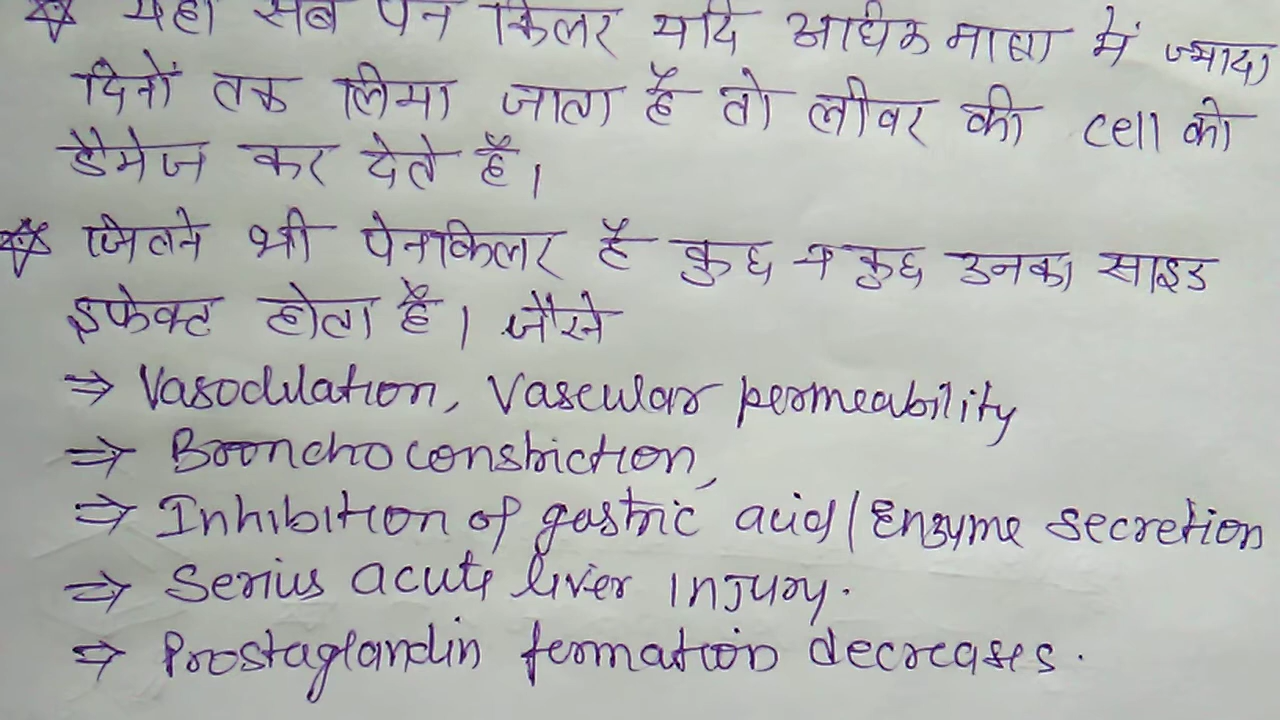 ☆ यही सब पेन किलर यदि अधिक मात्रा में ज्यादा
दिनों तक लिया जाता है तो लीवर की cell को
डैमेज कर देते है।
☆ जितने भी पेनकिलर है कुछ न कुछ उनका साइड
इफेक्ट होता है। जैसे
⇒ Vasodilation, Vascular permeability
⇒ Bronchoconstriction,
⇒ Inhibition of gastric acid/Enzyme secretion
⇒ Serius acute liver injury.
⇒ Prostaglandin formation decreases.